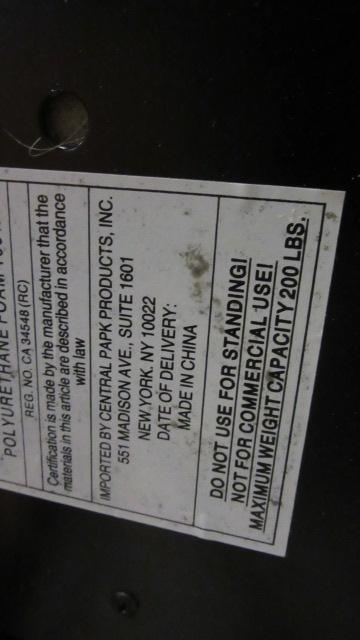 POLYURETHANE FOAM
REG. NO. CA 34548 (RC)
Certification is made by the manufacturer that the
materials in this article are described in accordance
with law
IMPORTED BY CENTRAL PARK PRODUCTS, INC.
551 MADISON AVE., SUITE 1601
NEW YORK. NY 10022
DATE OF DELIVERY:
MADE IN CHINA
DO NOT USE FOR STANDING!
NOT FOR COMMERCIAL USE!
MAXIMUM WEIGHT CAPACITY 200 LBS.